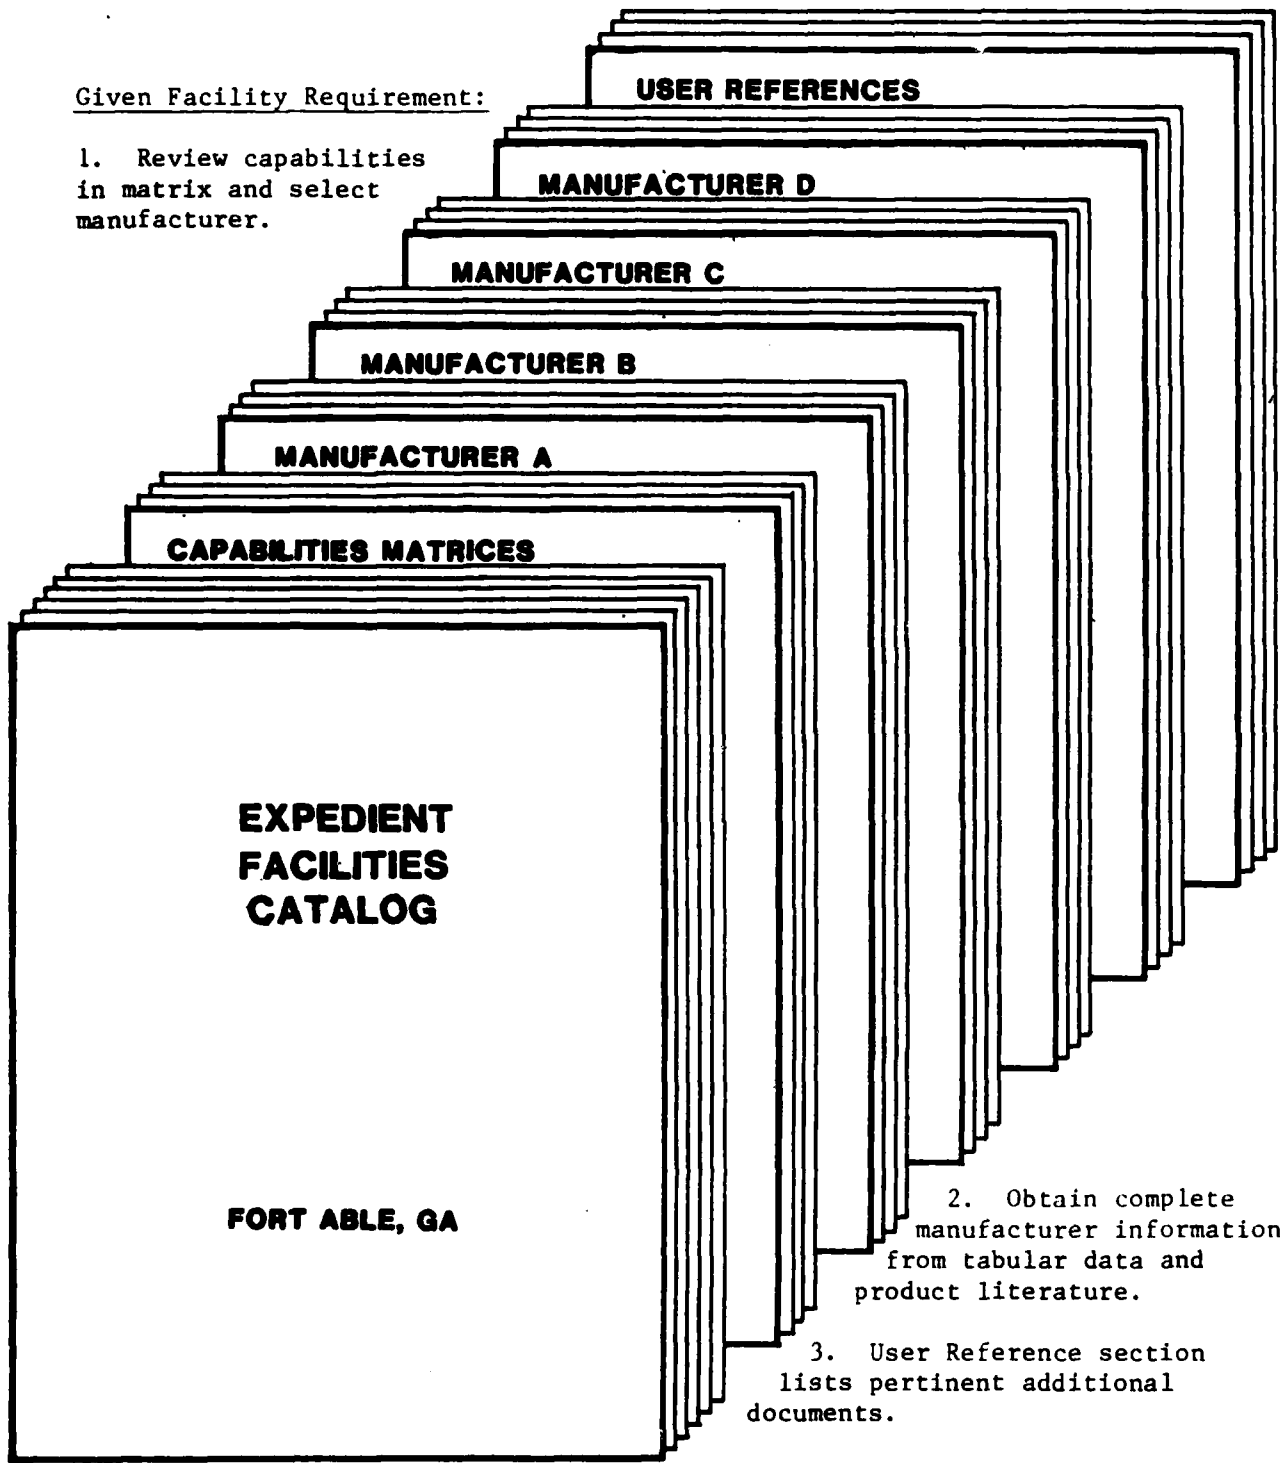 Given Facility Requirement:
1. Review capabilities
in matrix and select
manufacturer.
USER REFERENCES
MANUFACTURER D
MANUFACTURER C
MANUFACTURER B
MANUFACTURER A
CAPABILITIES MATRICES
EXPEDIENT
FACILITIES
CATALOG
FORT ABLE, GA
2. Obtain complete
manufacturer information
from tabular data and
product literature.
3. User Reference section
lists pertinent additional
documents.